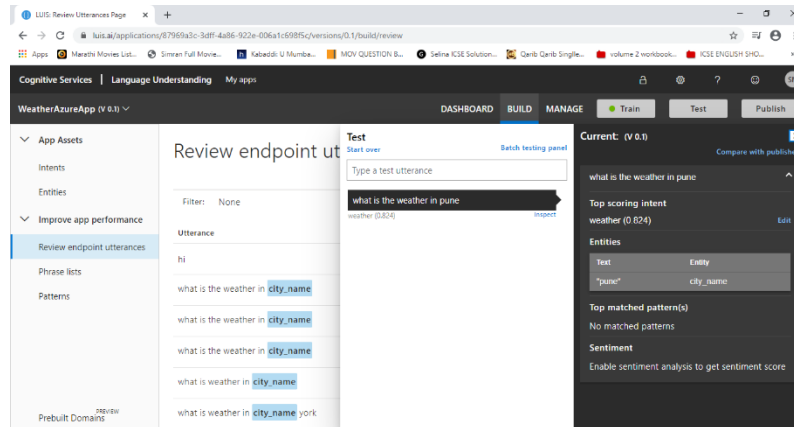 LUIS: Review Utterances Page
luis.ai/applications/87969a3c-3dff-4a86-922e-006a1c698f5c/versions/0.1/build/review
Apps Marathi Movies List... Simran Full Movie... Kabaddi: U Mumba... MOV QUESTION B... Selina ICSE Solution... Qarib Qarib Singlle... volume 2 workbook... ICSE ENGLISH SHO...
Cognitive Services | Language Understanding My apps
WeatherAzureApp (V 0.1) DASHBOARD BUILD MANAGE Train Test Publish
App Assets
Intents
Entities
Improve app performance
Review endpoint utterances
Phrase lists
Patterns
Prebuilt Domains PREVIEW
Review endpoint ut
Filter: None
Utterance
hi
what is the weather in city_name
what is the weather in city_name
what is the weather in city_name
what is weather in city_name
what is weather in city_name york
Test
Start over Batch testing panel
Type a test utterance
what is the weather in pune
weather (0.824) Inspect
Current: (V 0.1)
Compare with publishe
what is the weather in pune
Top scoring intent
weather (0.824) Edit
Entities
Text Entity
"pune" city_name
Top matched pattern(s)
No matched patterns
Sentiment
Enable sentiment analysis to get sentiment score